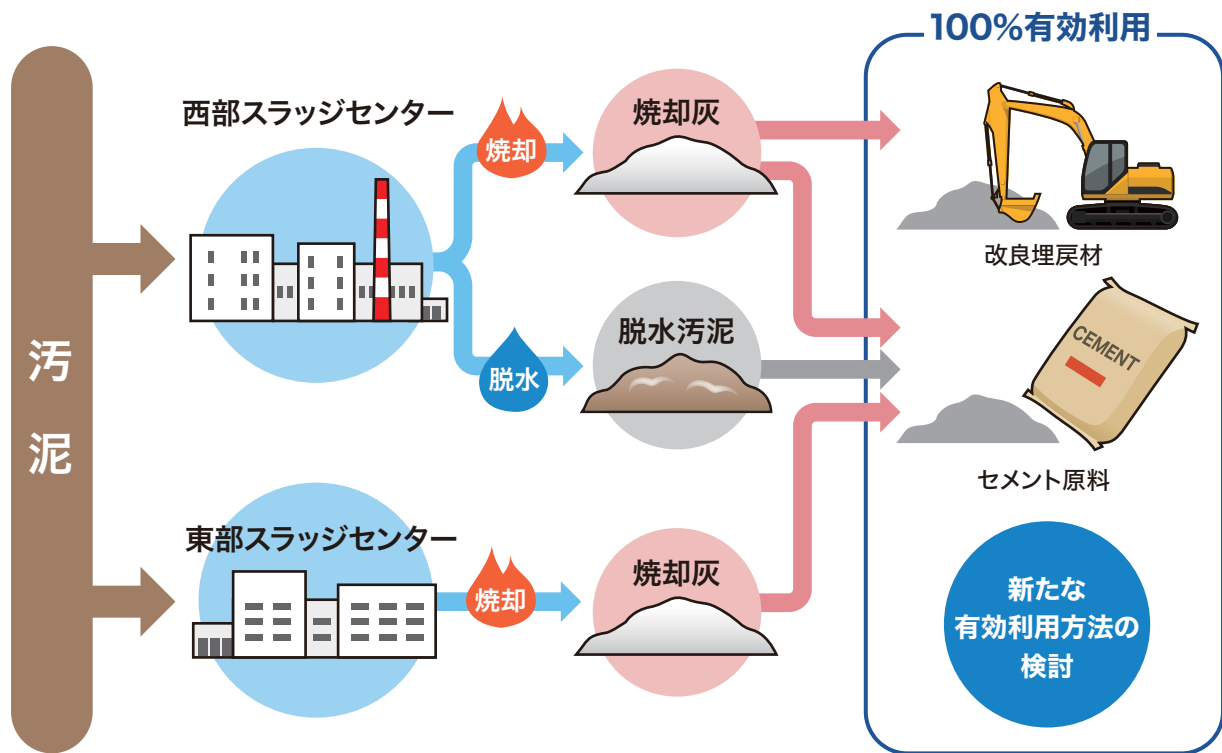 汚泥
西部スラッジセンター
焼却
焼却灰
脱水
脱水汚泥
東部スラッジセンター
焼却
焼却灰
100%有効利用
改良埋戻材
CEMENT
セメント原料
新たな
有効利用方法の
検討